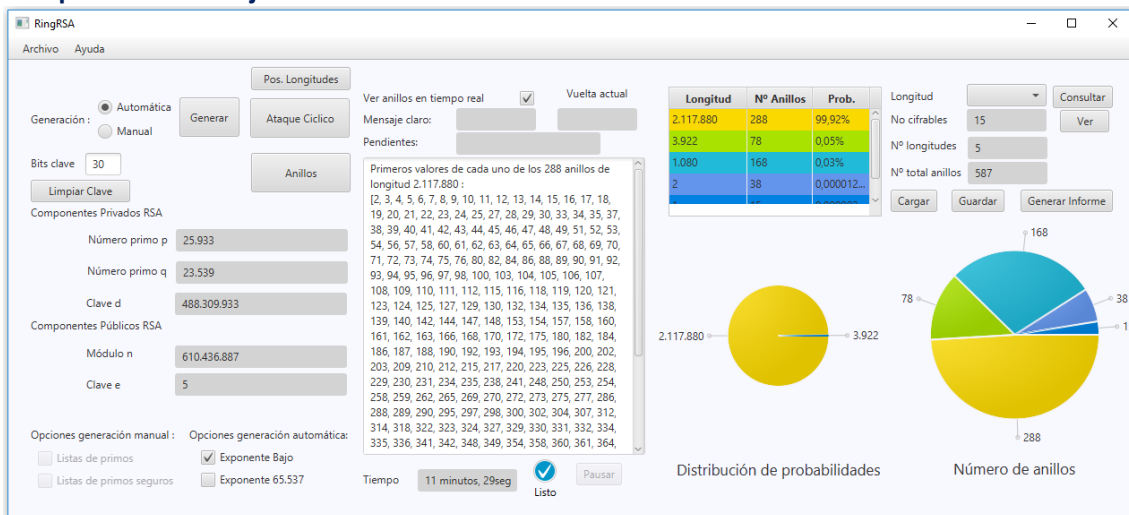 RingRSA
Archivo Ayuda
Generación :
Automática
Manual
Generar
Pos. Longitudes
Ataque Ciclico
Anillos
Bits clave 30
Limpiar Clave
Componentes Privados RSA
Número primo p 25.933
Número primo q 23.539
Clave d 488.309.933
Componentes Públicos RSA
Módulo n 610.436.887
Clave e 5
Opciones generación manual :
Listas de primos
Listas de primos seguros
Opciones generación automática:
Exponente Bajo
Exponente 65.537
Ver anillos en tiempo real
Vuelta actual
Mensaje claro:
Pendientes:
Primeros valores de cada uno de los 288 anillos de
longitud 2.117.880 :
[2, 3, 4, 5, 6, 7, 8, 9, 10, 11, 12, 13, 14, 15, 16, 17, 18,
19, 20, 21, 22, 23, 24, 25, 27, 28, 29, 30, 33, 34, 35, 37,
38, 39, 40, 41, 42, 43, 44, 45, 46, 47, 48, 49, 51, 52, 53,
54, 56, 57, 58, 60, 61, 62, 63, 64, 65, 66, 67, 68, 69, 70,
71, 72, 73, 74, 75, 76, 80, 82, 84, 86, 88, 89, 90, 91, 92,
93, 94, 95, 96, 97, 98, 100, 103, 104, 105, 106, 107,
108, 109, 110, 111, 112, 115, 116, 118, 119, 120, 121,
123, 124, 125, 127, 129, 130, 132, 134, 135, 136, 138,
139, 140, 142, 144, 147, 148, 153, 154, 157, 158, 160,
161, 162, 163, 166, 168, 170, 172, 175, 180, 182, 184,
186, 187, 188, 190, 192, 193, 194, 195, 196, 200, 202,
203, 209, 210, 212, 215, 217, 220, 223, 225, 226, 228,
229, 230, 231, 234, 235, 238, 241, 248, 250, 253, 254,
258, 259, 262, 265, 269, 270, 272, 273, 275, 277, 286,
288, 289, 290, 295, 297, 298, 300, 302, 304, 307, 312,
314, 318, 322, 323, 324, 327, 329, 330, 331, 332, 334,
335, 336, 341, 342, 348, 349, 354, 358, 360, 361, 364,
Tiempo 11 minutos, 29seg
Listo
Pausar
Longitud Nº Anillos Prob.
2.117.880 288 99,92%
3.922 78 0,05%
1.080 168 0,03%
2 38 0,000012...
Longitud
Consultar
No cifrables 15
Ver
Nº longitudes 5
Nº total anillos 587
Cargar Guardar Generar Informe
2.117.880
3.922
Distribución de probabilidades
168
78
38
288
Número de anillos